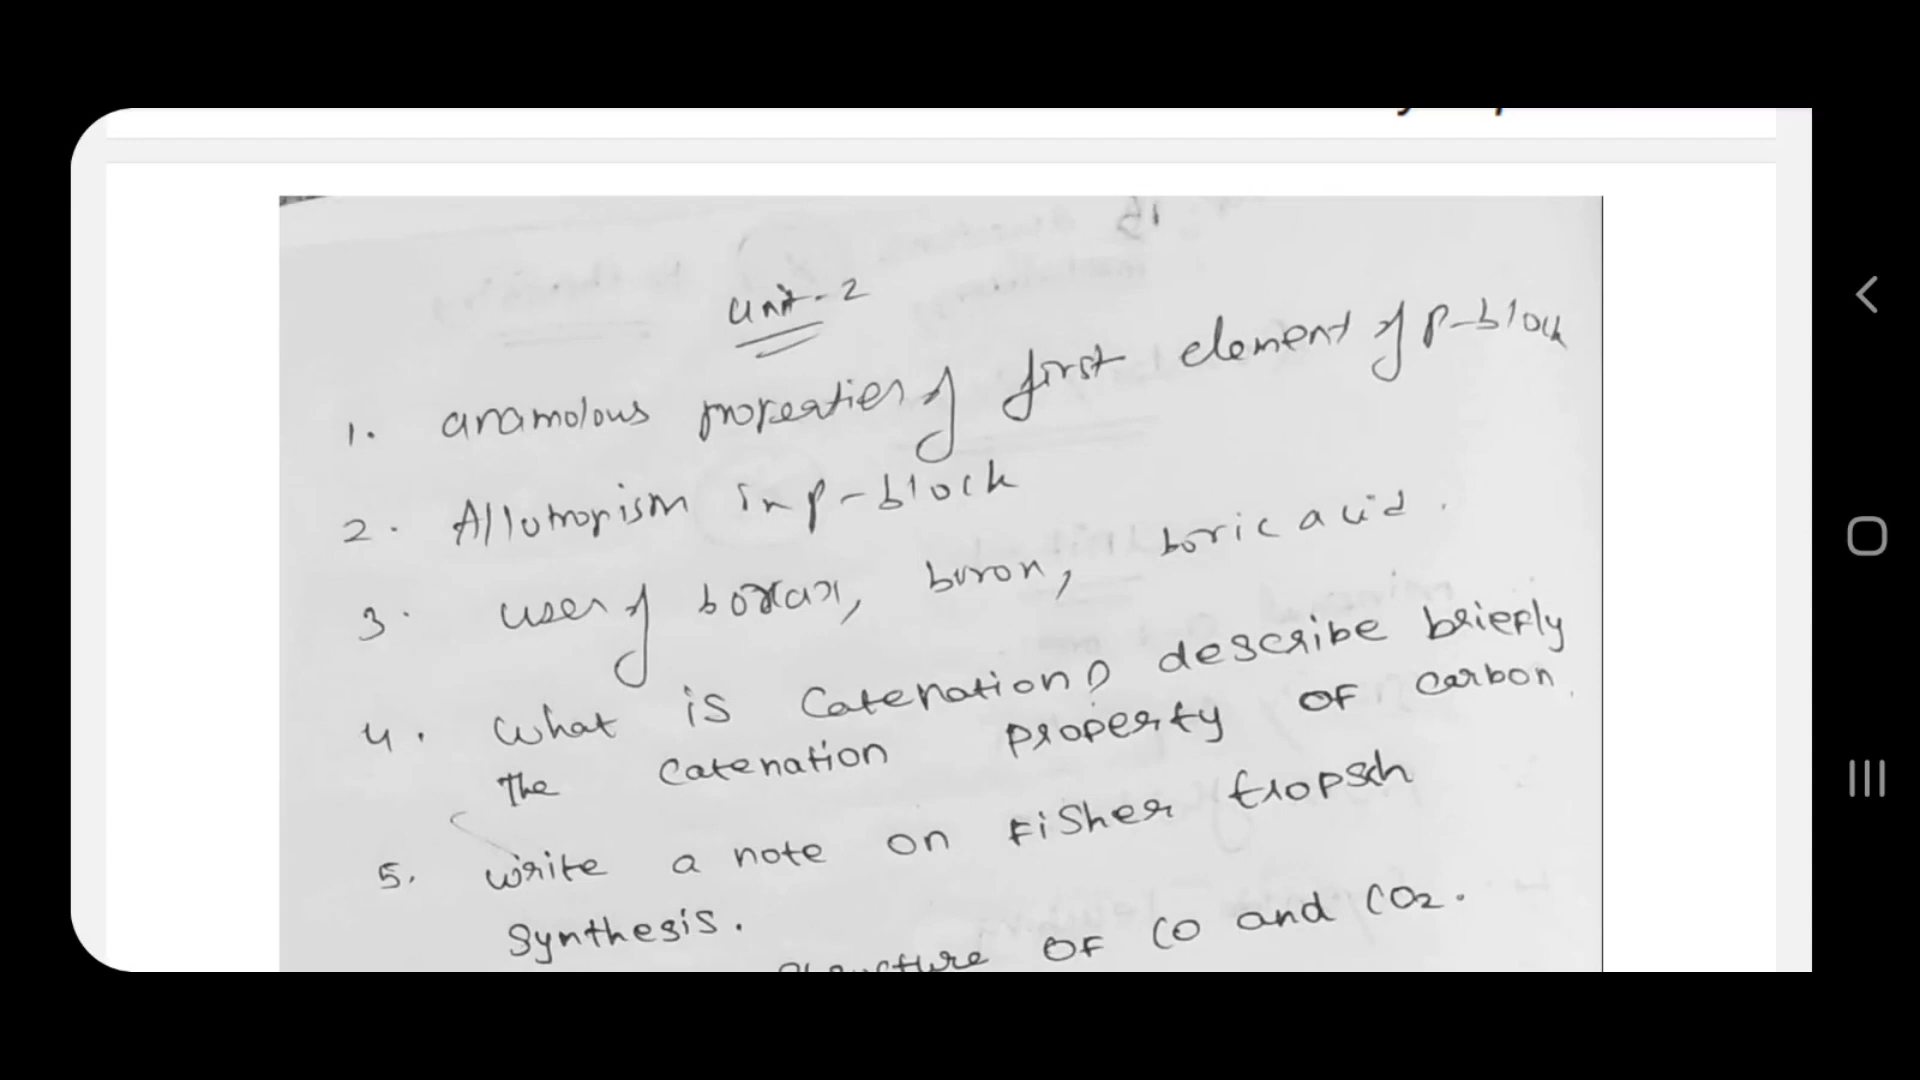 Unit-2
1. anamolous properties of first element of p-block
2. Allotropism in p-block
3. uses of borax, boron, boric acid.
4. What is Catenation? describe briefly
The catenation property of carbon.
5. write a note on Fisher tropsch
Synthesis.
structure of CO and CO2.